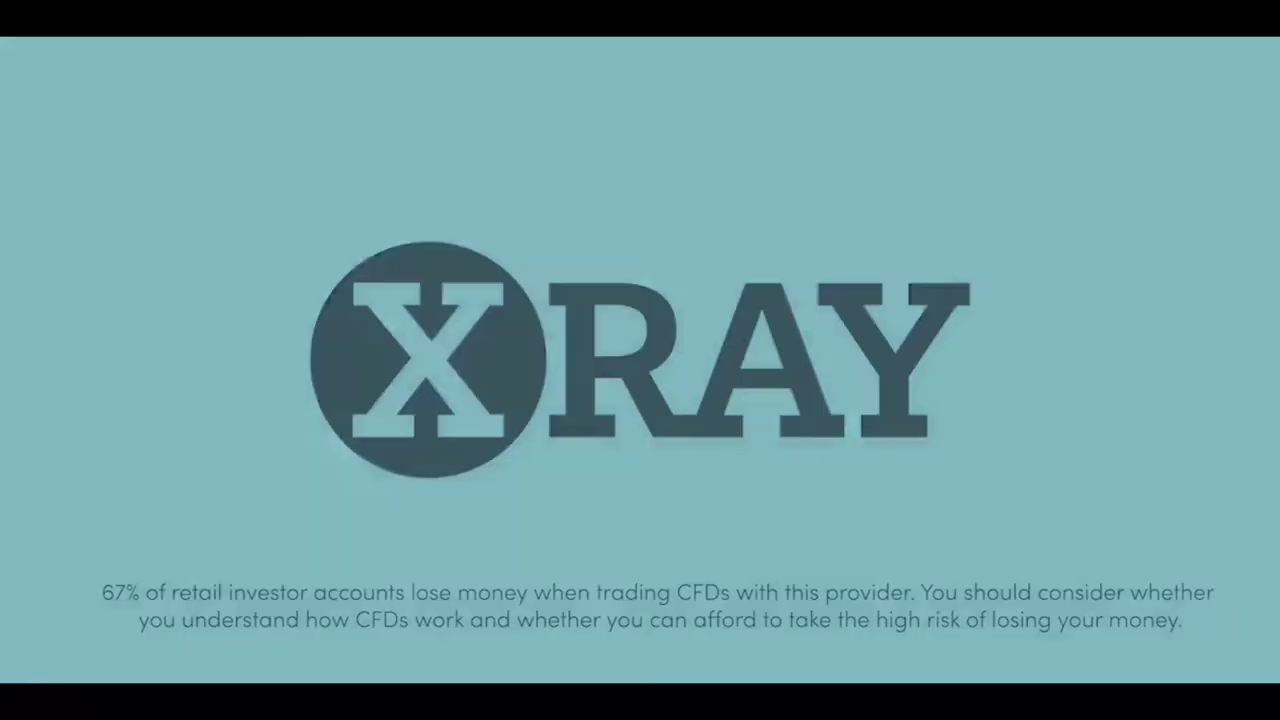 XRAY
67% of retail investor accounts lose money when trading CFDs with this provider. You should consider whether
you understand how CFDs work and whether you can afford to take the high risk of losing your money.